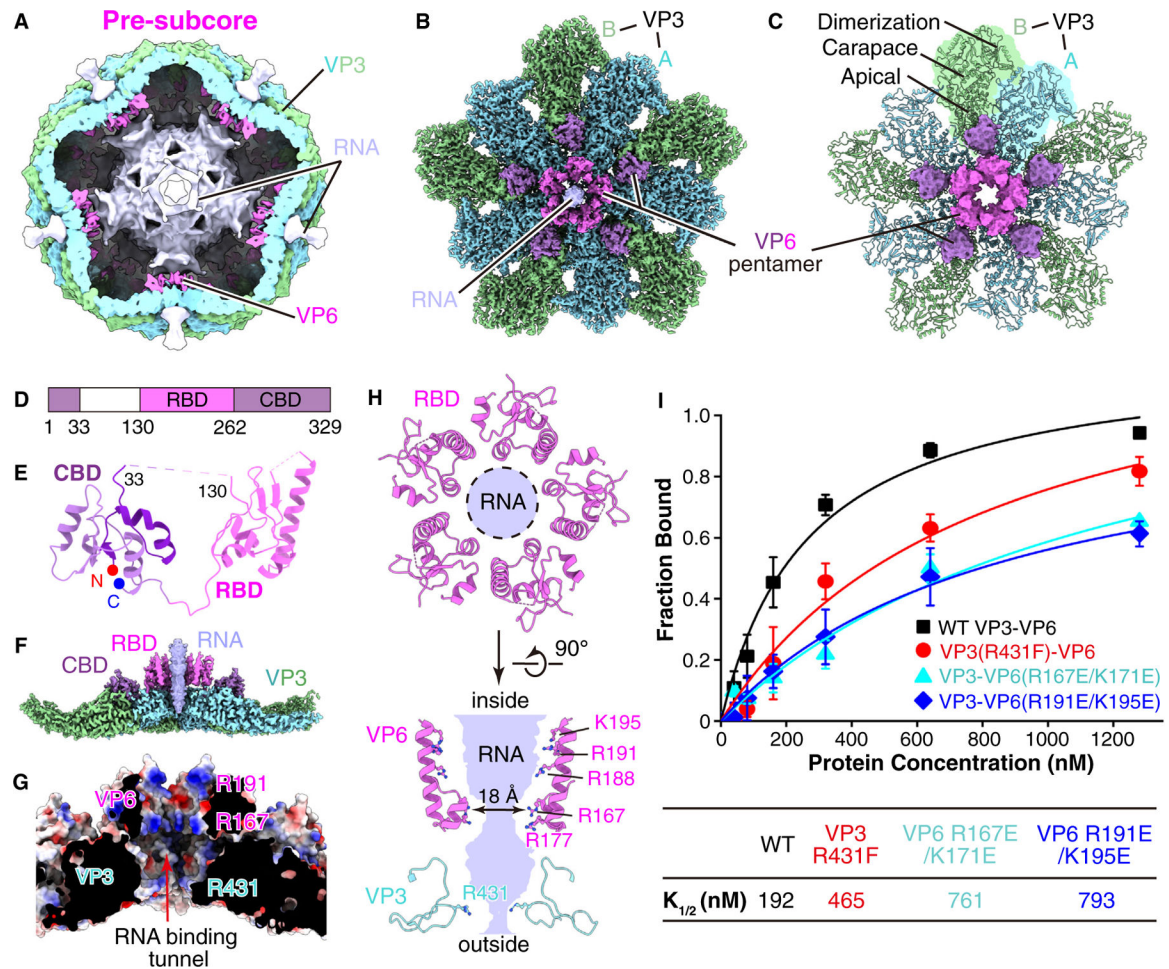 A
Pre-subcore
VP3
RNA
VP6
B
B
VP3
A
RNA
VP6
pentamer
C
Dimerization
Carapace
Apical
B
VP3
A
D
RBD
CBD
1
33
130
262
329
E
CBD
33
130
N
C
RBD
F
RBD
RNA
CBD
VP3
G
VP6
R191
R167
VP3
R431
RNA binding
tunnel
H
RBD
RNA
90°
inside
VP6
RNA
K195
R191
R188
18 Å
R167
R177
VP3
R431
outside
I
Fraction Bound
1.0
0.8
0.6
0.4
0.2
0
0
200
400
600
800
1000
1200
Protein Concentration (nM)
WT VP3-VP6
VP3(R431F)-VP6
VP3-VP6(R167E/K171E)
VP3-VP6(R191E/K195E)
WT
VP3
R431F
VP6 R167E
/K171E
VP6 R191E
/K195E
K1/2 (nM)
192
465
761
793